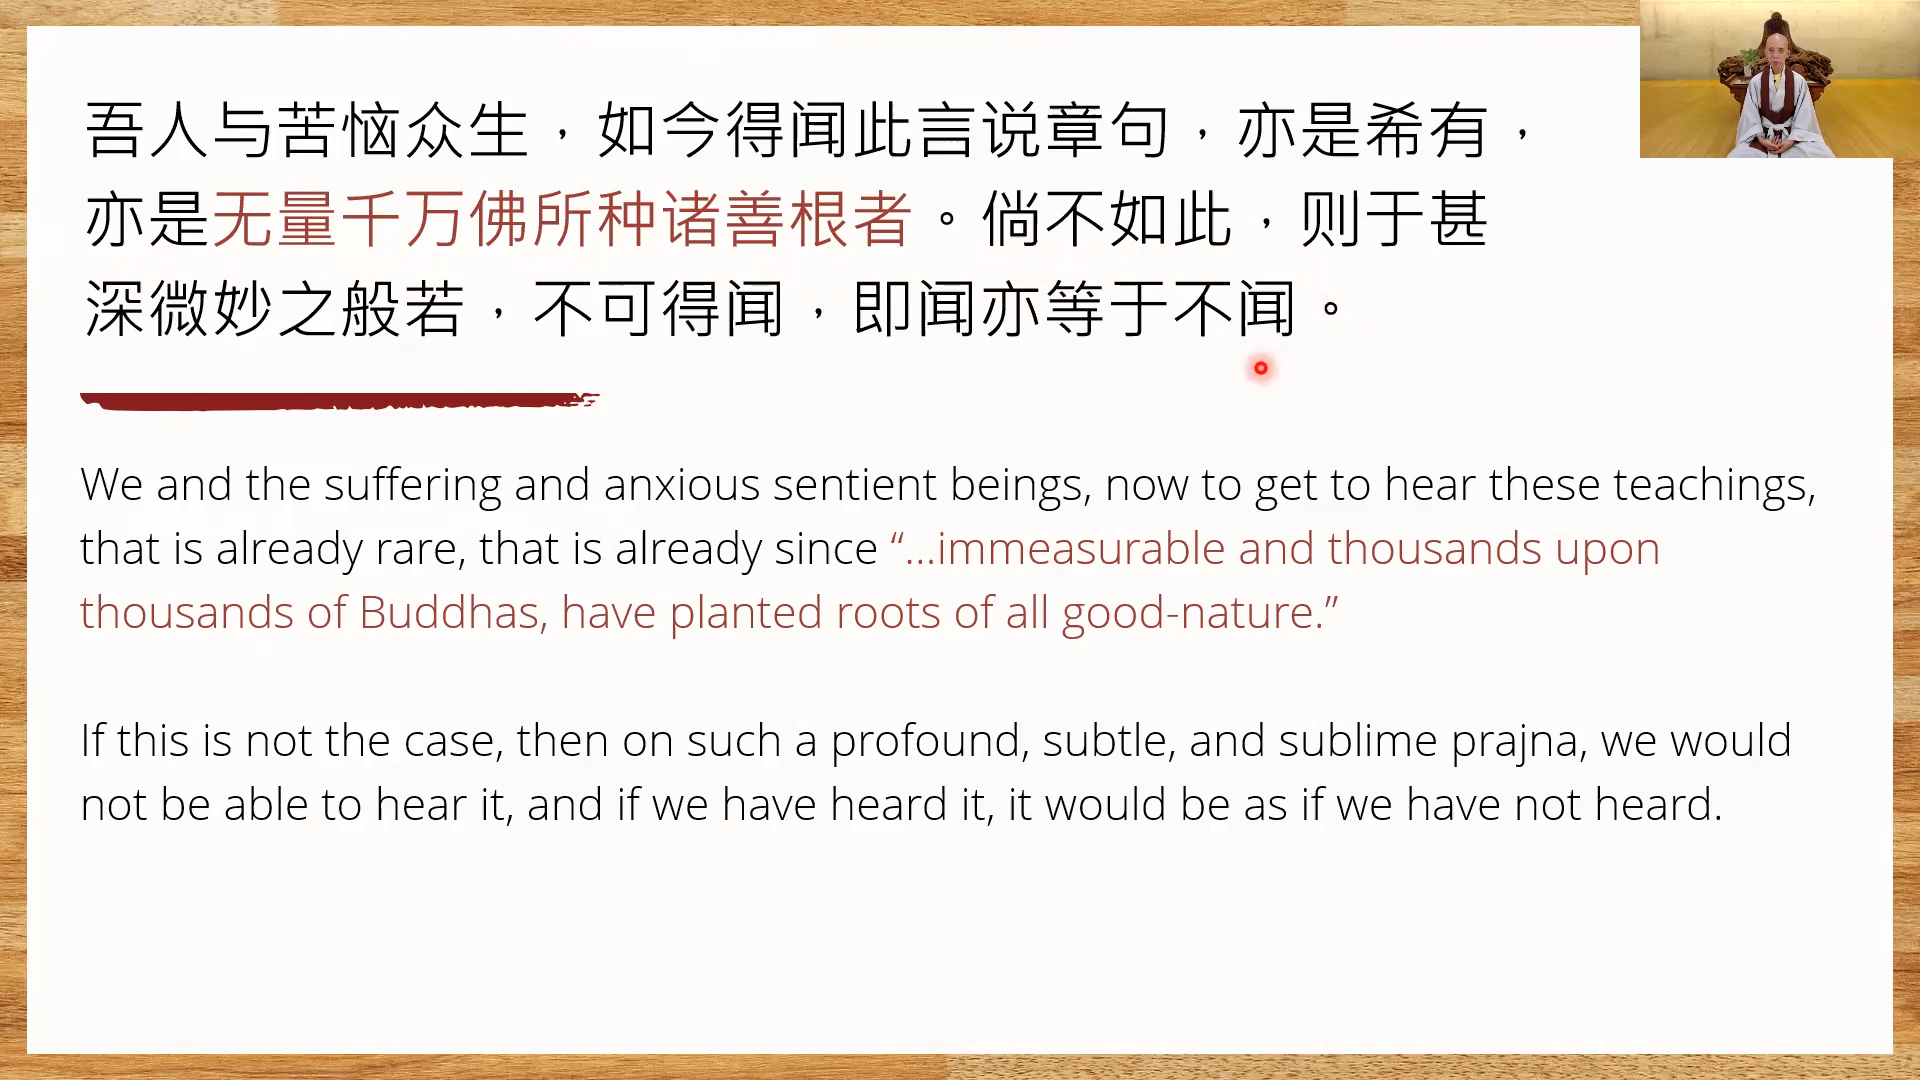 吾人与苦恼众生，如今得闻此言说章句，亦是希有，
亦是无量千万佛所种诸善根者。倘不如此，则于甚
深微妙之般若，不可得闻，即闻亦等于不闻。
We and the suffering and anxious sentient beings, now to get to hear these teachings,
that is already rare, that is already since “...immeasurable and thousands upon
thousands of Buddhas, have planted roots of all good-nature.”
If this is not the case, then on such a profound, subtle, and sublime prajna, we would
not be able to hear it, and if we have heard it, it would be as if we have not heard.